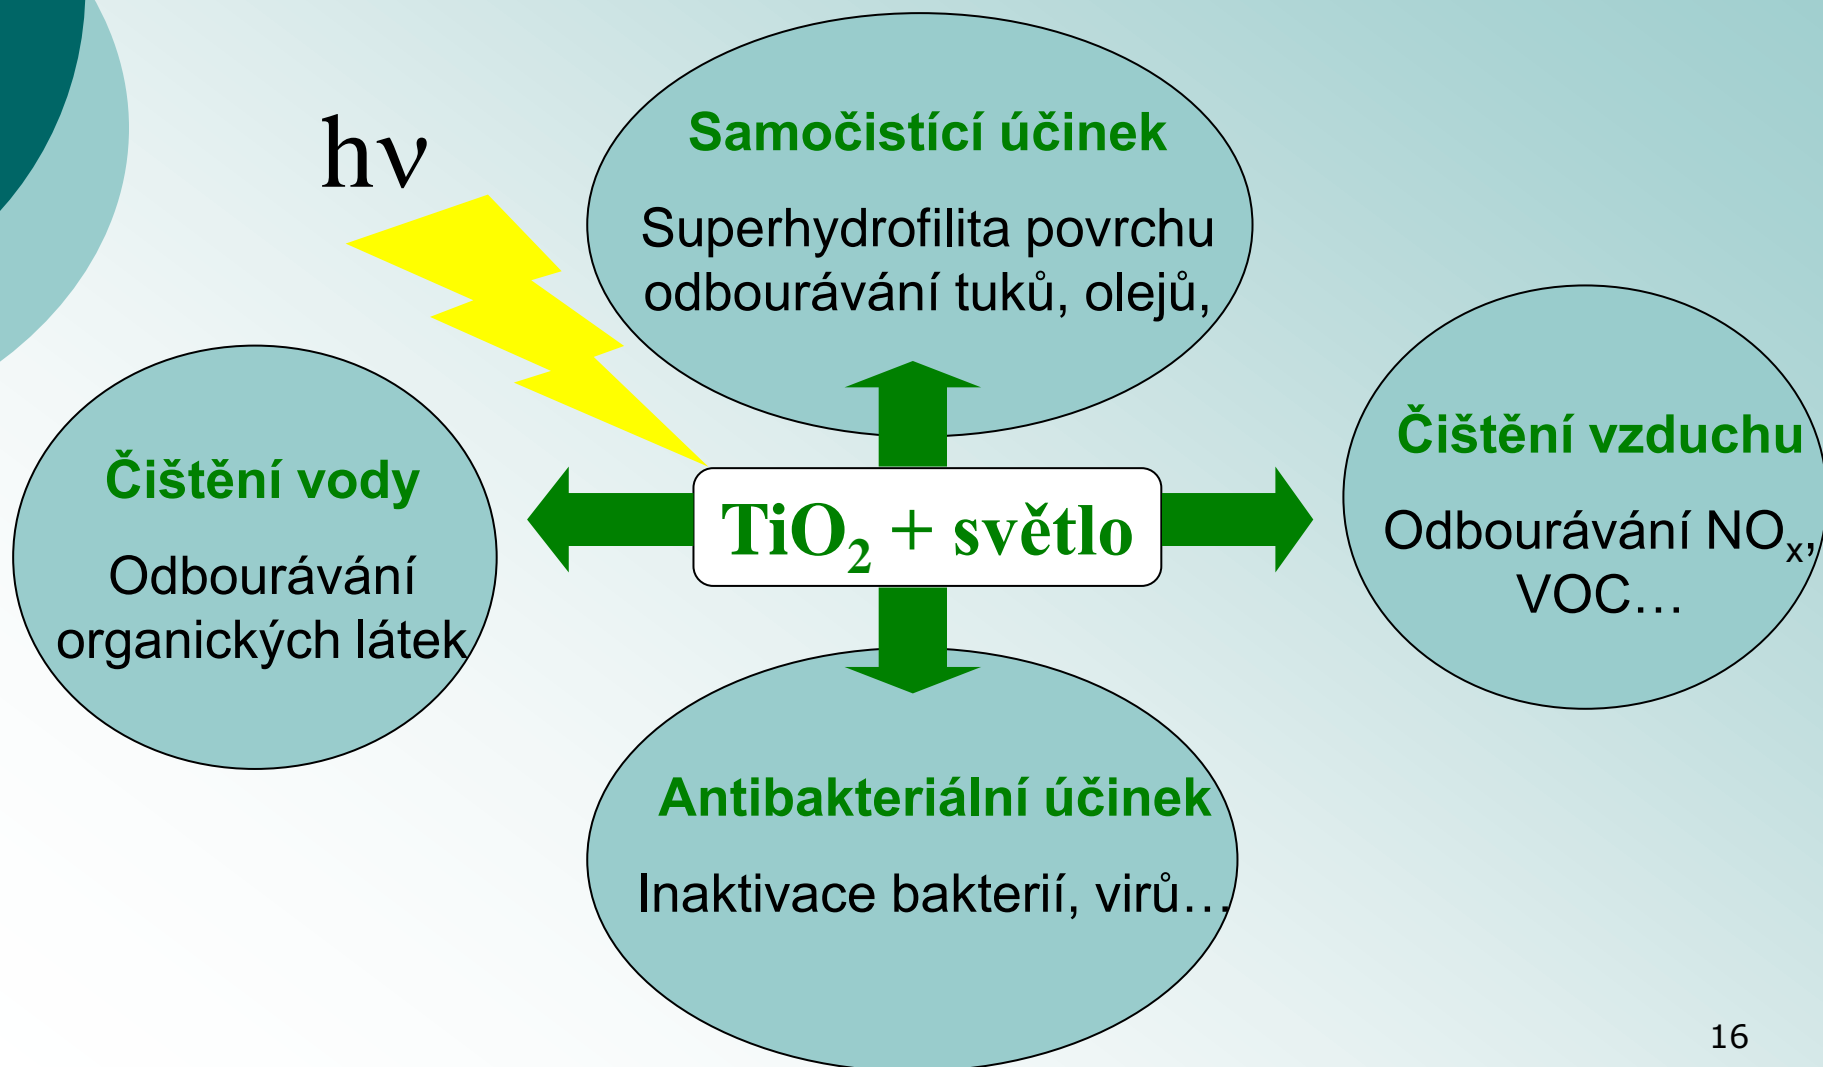 hν
Samočistící účinek
Superhydrofilita povrchu
odbourávání tuků, olejů,
Čištění vody
Odbourávání
organických látek
TiO₂ + světlo
Čištění vzduchu
Odbourávání NOₓ,
VOC…
Antibakteriální účinek
Inaktivace bakterií, virů…
16